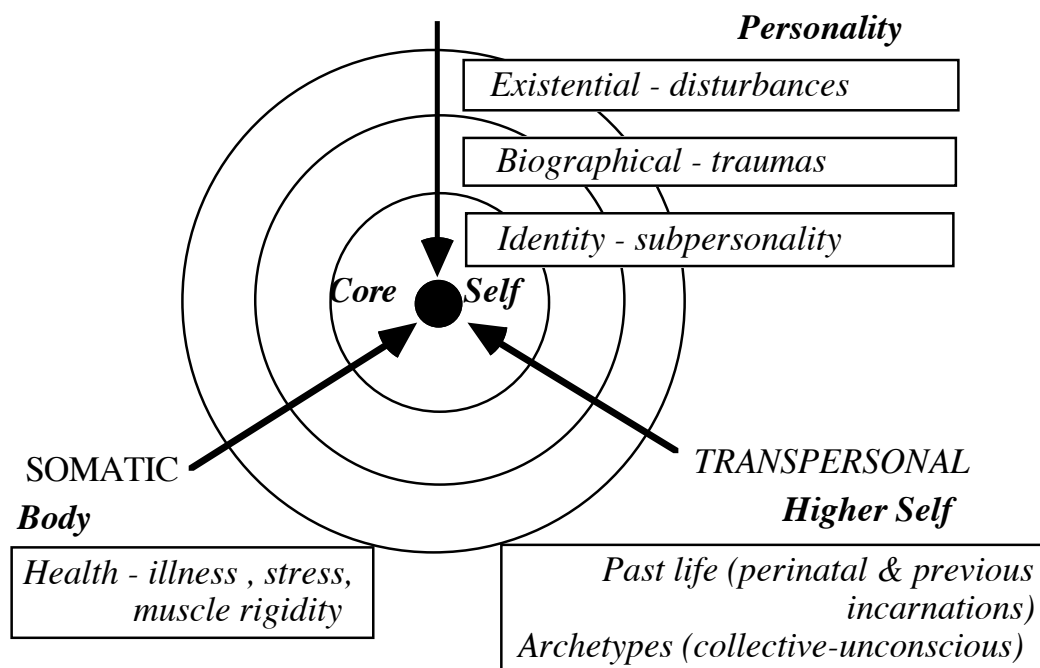 Personality
Existential - disturbances
Biographical - traumas
Identity - subpersonality
Core Self
SOMATIC
Body
Health - illness , stress,
muscle rigidity
TRANSPERSONAL
Higher Self
Past life (perinatal & previous
incarnations)
Archetypes (collective-unconscious)